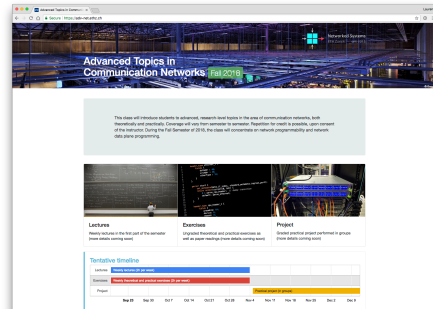 Advanced Topics in Commun
Secure https://adv-net.ethz.ch
Networked Systems
Advanced Topics in
Communication Networks Fall 2018
This class will introduce students to advanced, research-level topics in the area of communication networks, both
theoretically and practically. Coverage will vary from semester to semester. Repetition for credit is possible, upon consent
of the instructor. During the Fall Semester of 2018, the class will concentrate on network programmability and network
data plane programming.
Lectures
Weekly lectures in the first part of the semester
(more details coming soon)
Exercises
Ungraded theoretical and practical exercises as
well as paper readings (more details coming soon)
Project
Graded practical project performed in groups
(more details coming soon)
Tentative timeline
Lectures Weekly lectures (2h per week)
Exercises Weekly theoretical and practical exercises (2h per week)
Project Practical project (in groups)
Sep 23 Sep 30 Oct 7 Oct 14 Oct 21 Oct 28 Nov 4 Nov 11 Nov 18 Nov 25 Dec 2 Dec 9